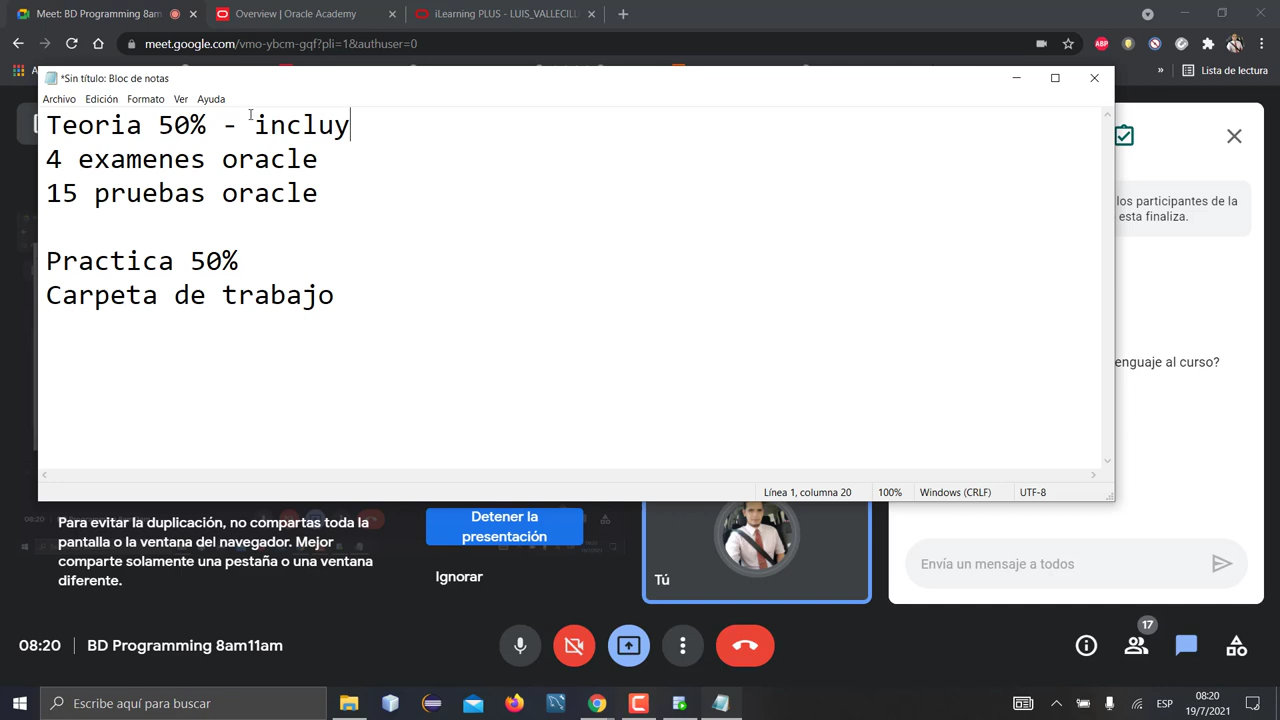 Meet: BD Programming 8am
Overview | Oracle Academy
iLearning PLUS - LUIS_VALLECILL
meet.google.com/vmo-ybcm-gqf?pli=1&authuser=0
ABP
»
Lista de lectura
*Sin título: Bloc de notas
Archivo Edición Formato Ver Ayuda
Teoria 50% - incluy
4 examenes oracle
15 pruebas oracle
Practica 50%
Carpeta de trabajo
los participantes de la
esta finaliza.
enguaje al curso?
Línea 1, columna 20
100%
Windows (CRLF)
UTF-8
Para evitar la duplicación, no compartas toda la
pantalla o la ventana del navegador. Mejor
comparte solamente una pestaña o una ventana
diferente.
Detener la
presentación
Ignorar
Tú
Envía un mensaje a todos
08:20 | BD Programming 8am11am
17
Escribe aquí para buscar
ESP
08:20
19/7/2021